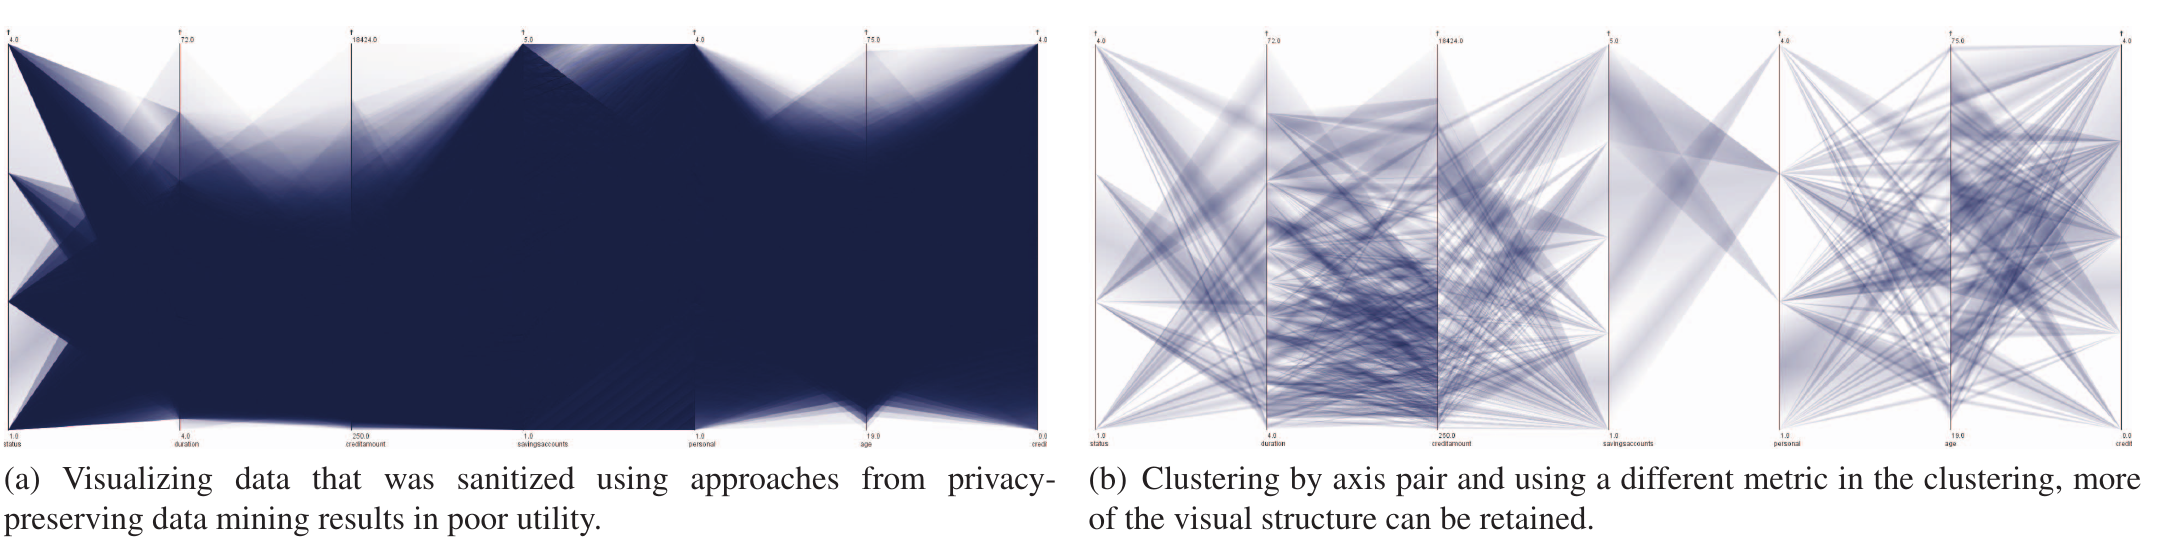 4.0 72.0 18424.0 5.0 4.0 75.0 4.0
1.0 4.0 250.0 1.0 1.0 19.0 0.0
status duration creditamount savingsaccounts personal age credit
(a) Visualizing data that was sanitized using approaches from privacy-
preserving data mining results in poor utility.
4.0 72.0 18424.0 5.0 4.0 75.0 4.0
1.0 4.0 250.0 1.0 1.0 19.0 0.0
status duration creditamount savingsaccounts personal age credit
(b) Clustering by axis pair and using a different metric in the clustering, more
of the visual structure can be retained.